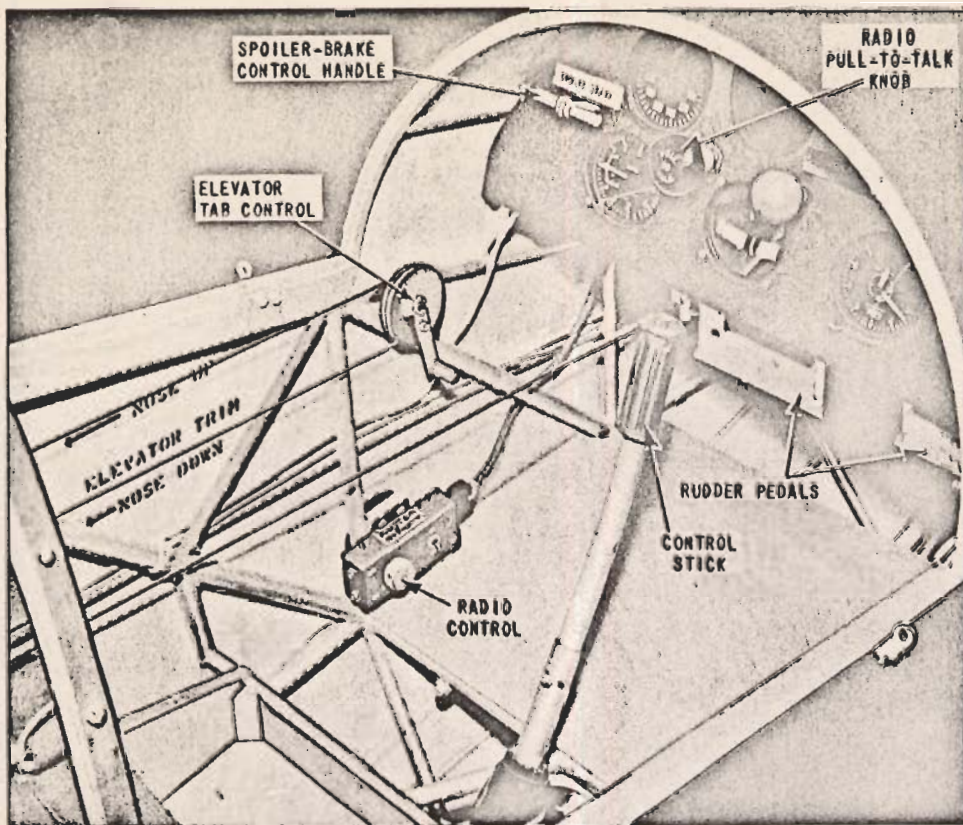 SPOILER-BRAKE
CONTROL HANDLE
RADIO
PULL-TO-TALK
KNOB
ELEVATOR
TAB CONTROL
NOSE UP
ELEVATOR TRIM
NOSE DOWN
RUDDER PEDALS
CONTROL
STICK
RADIO
CONTROL